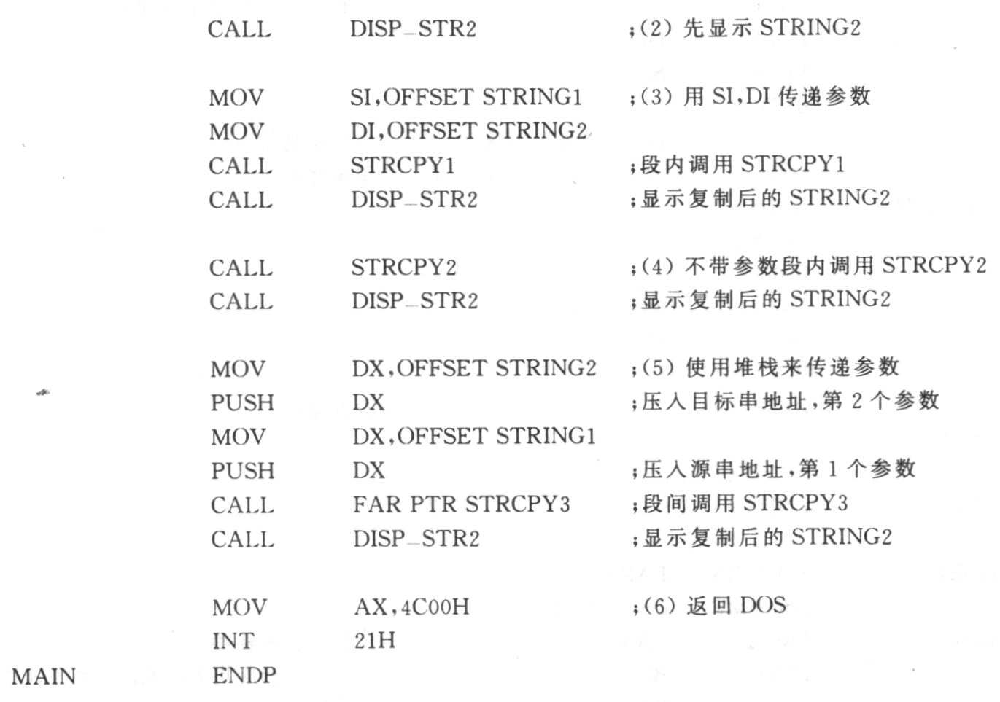 CALL DISP_STR2 ;(2) 先显示 STRING2
MOV SI,OFFSET STRING1 ;(3) 用 SI,DI 传递参数
MOV DI,OFFSET STRING2
CALL STRCPY1 ;段内调用 STRCPY1
CALL DISP_STR2 ;显示复制后的 STRING2
CALL STRCPY2 ;(4) 不带参数段内调用 STRCPY2
CALL DISP_STR2 ;显示复制后的 STRING2
MOV DX,OFFSET STRING2 ;(5) 使用堆栈来传递参数
PUSH DX ;压入目标串地址,第 2 个参数
MOV DX,OFFSET STRING1
PUSH DX ;压入源串地址,第 1 个参数
CALL FAR PTR STRCPY3 ;段间调用 STRCPY3
CALL DISP_STR2 ;显示复制后的 STRING2
MOV AX,4C00H ;(6) 返回 DOS
INT 21H
MAIN ENDP